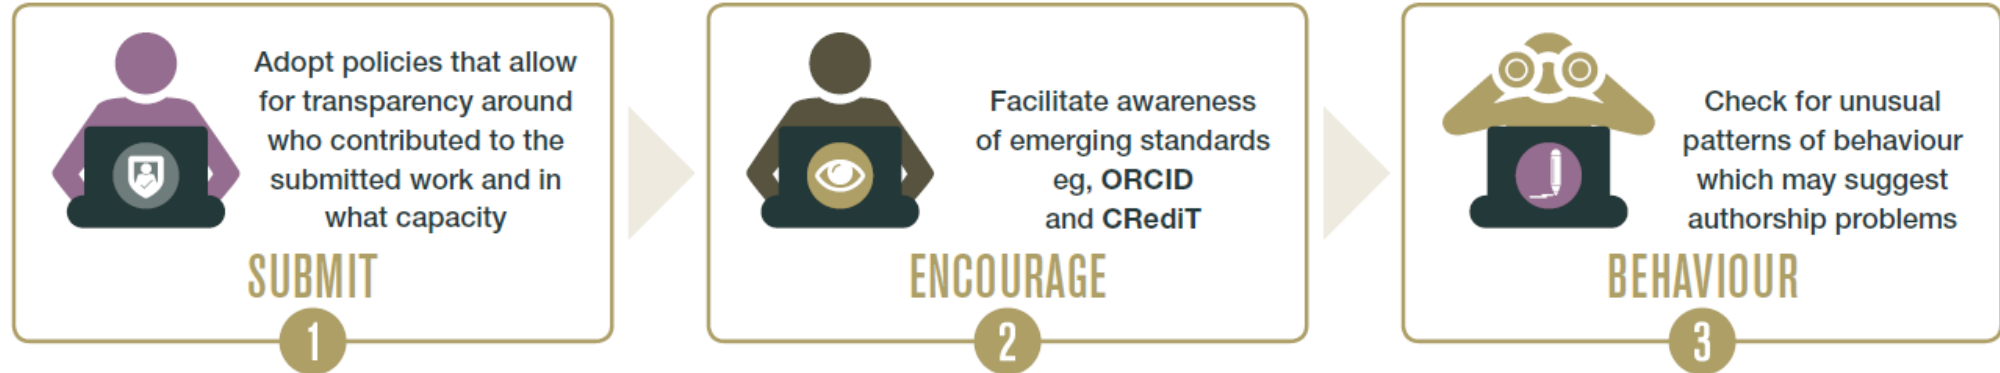 Adopt policies that allow
for transparency around
who contributed to the
submitted work and in
what capacity
SUBMIT
1
Facilitate awareness
of emerging standards
eg, ORCID
and CRediT
ENCOURAGE
2
Check for unusual
patterns of behaviour
which may suggest
authorship problems
BEHAVIOUR
3